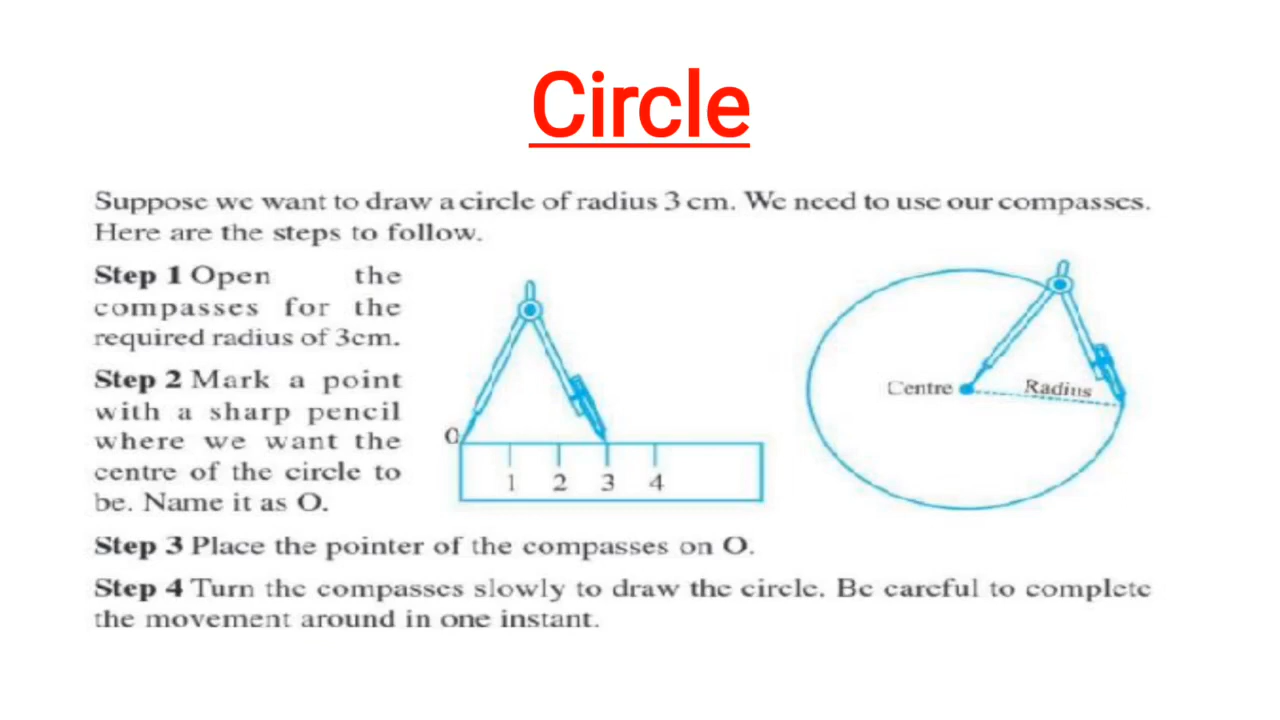 Circle
Suppose we want to draw a circle of radius 3 cm. We need to use our compasses.
Here are the steps to follow.
Step 1 Open the
compasses for the
required radius of 3cm.
Step 2 Mark a point
with a sharp pencil
where we want the
centre of the circle to
be. Name it as O.
0
1 2 3 4
Centre Radius
Step 3 Place the pointer of the compasses on O.
Step 4 Turn the compasses slowly to draw the circle. Be careful to complete
the movement around in one instant.